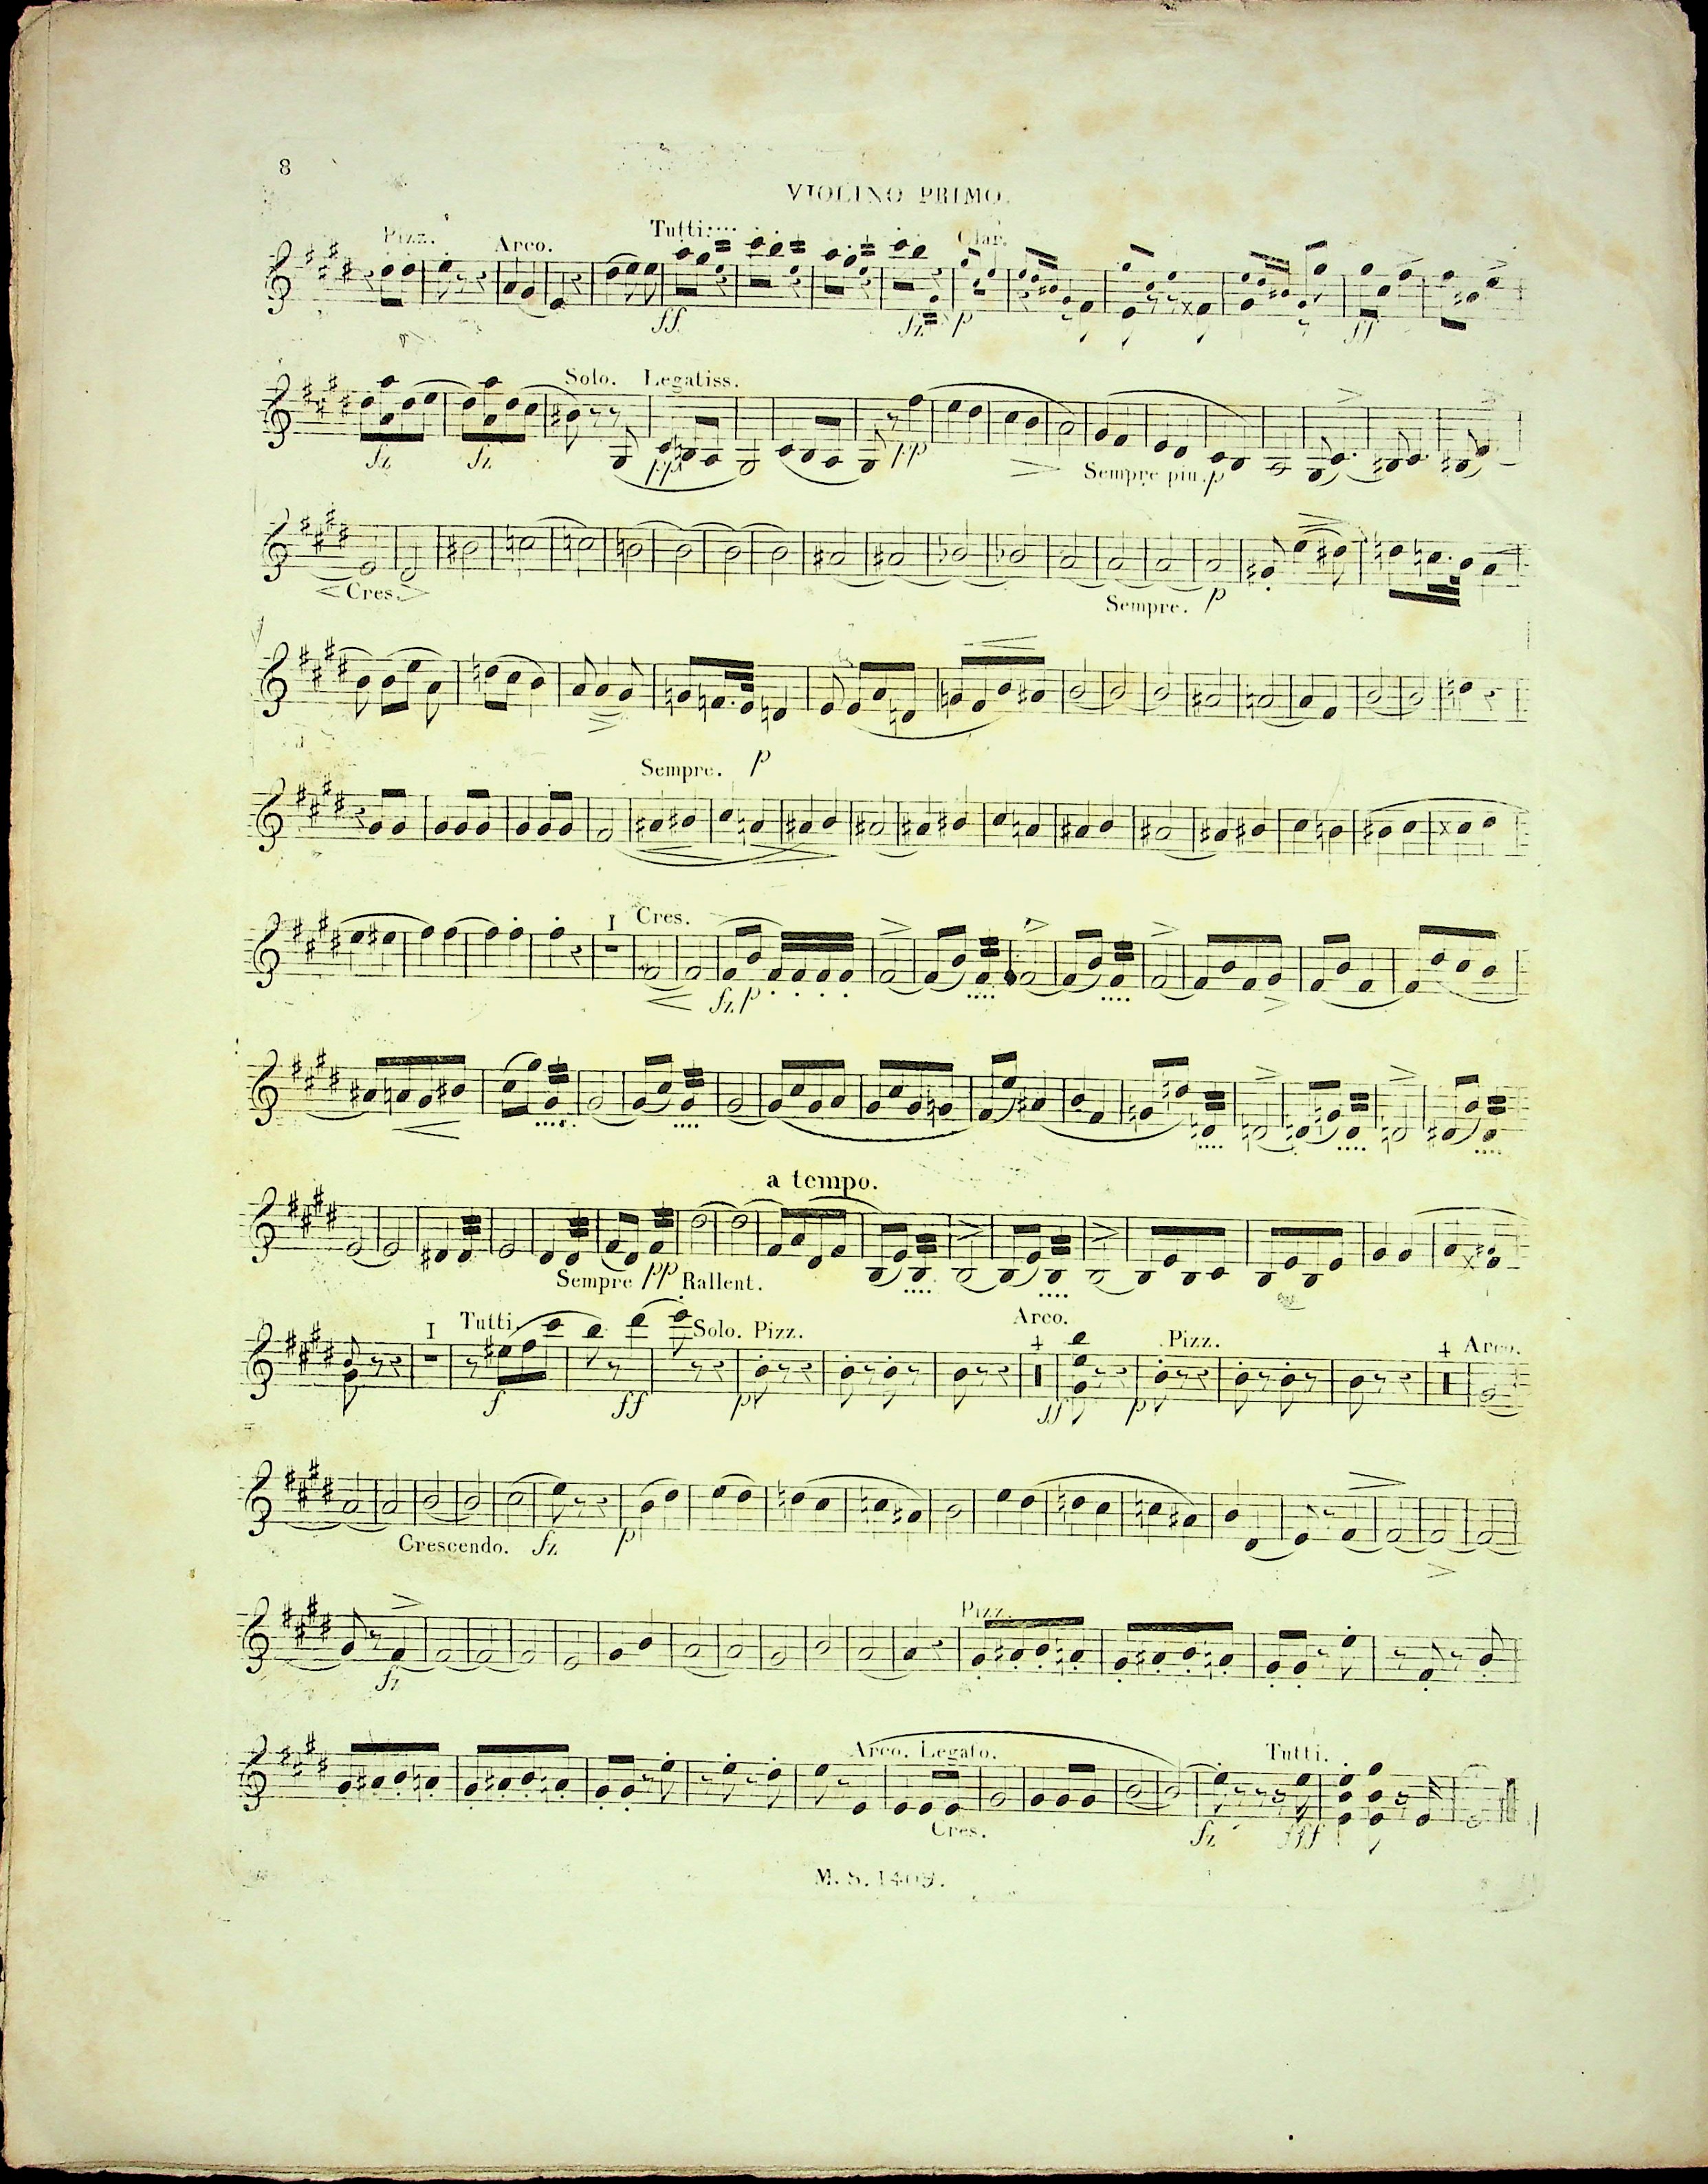 8
VIOLINO PRIMO.
Pizz. Arco. Tutti. Clar.
ff fz p ff
Solo. Legatiss.
fz fz pp pp Sempre piu. p
Cres. Sempre. p
Sempre. p
I Cres.
fz p
a tempo.
Sempre pp Rallent.
I Tutti. Solo. Pizz. Arco. 4 Pizz. 4 Arco.
f ff p ff p
Crescendo. fz p
Pizz.
fz
Arco. Legato. Tutti.
Cres. fz fff
M. S. 1409.